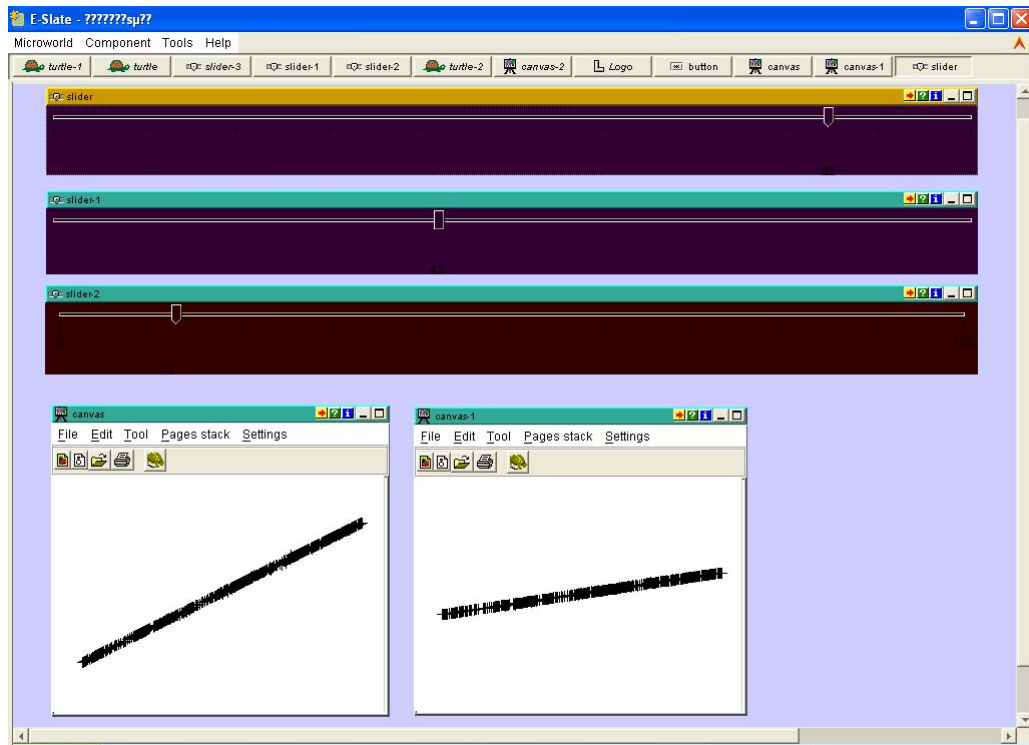 E-Slate - ???????sµ??
Microworld Component Tools Help
turtle-1 turtle slider-3 slider-1 slider-2 turtle-2 canvas-2 Logo button canvas canvas-1 slider
slider
slider-1
42
slider-2
0 100
canvas
File Edit Tool Pages stack Settings
canvas-1
File Edit Tool Pages stack Settings